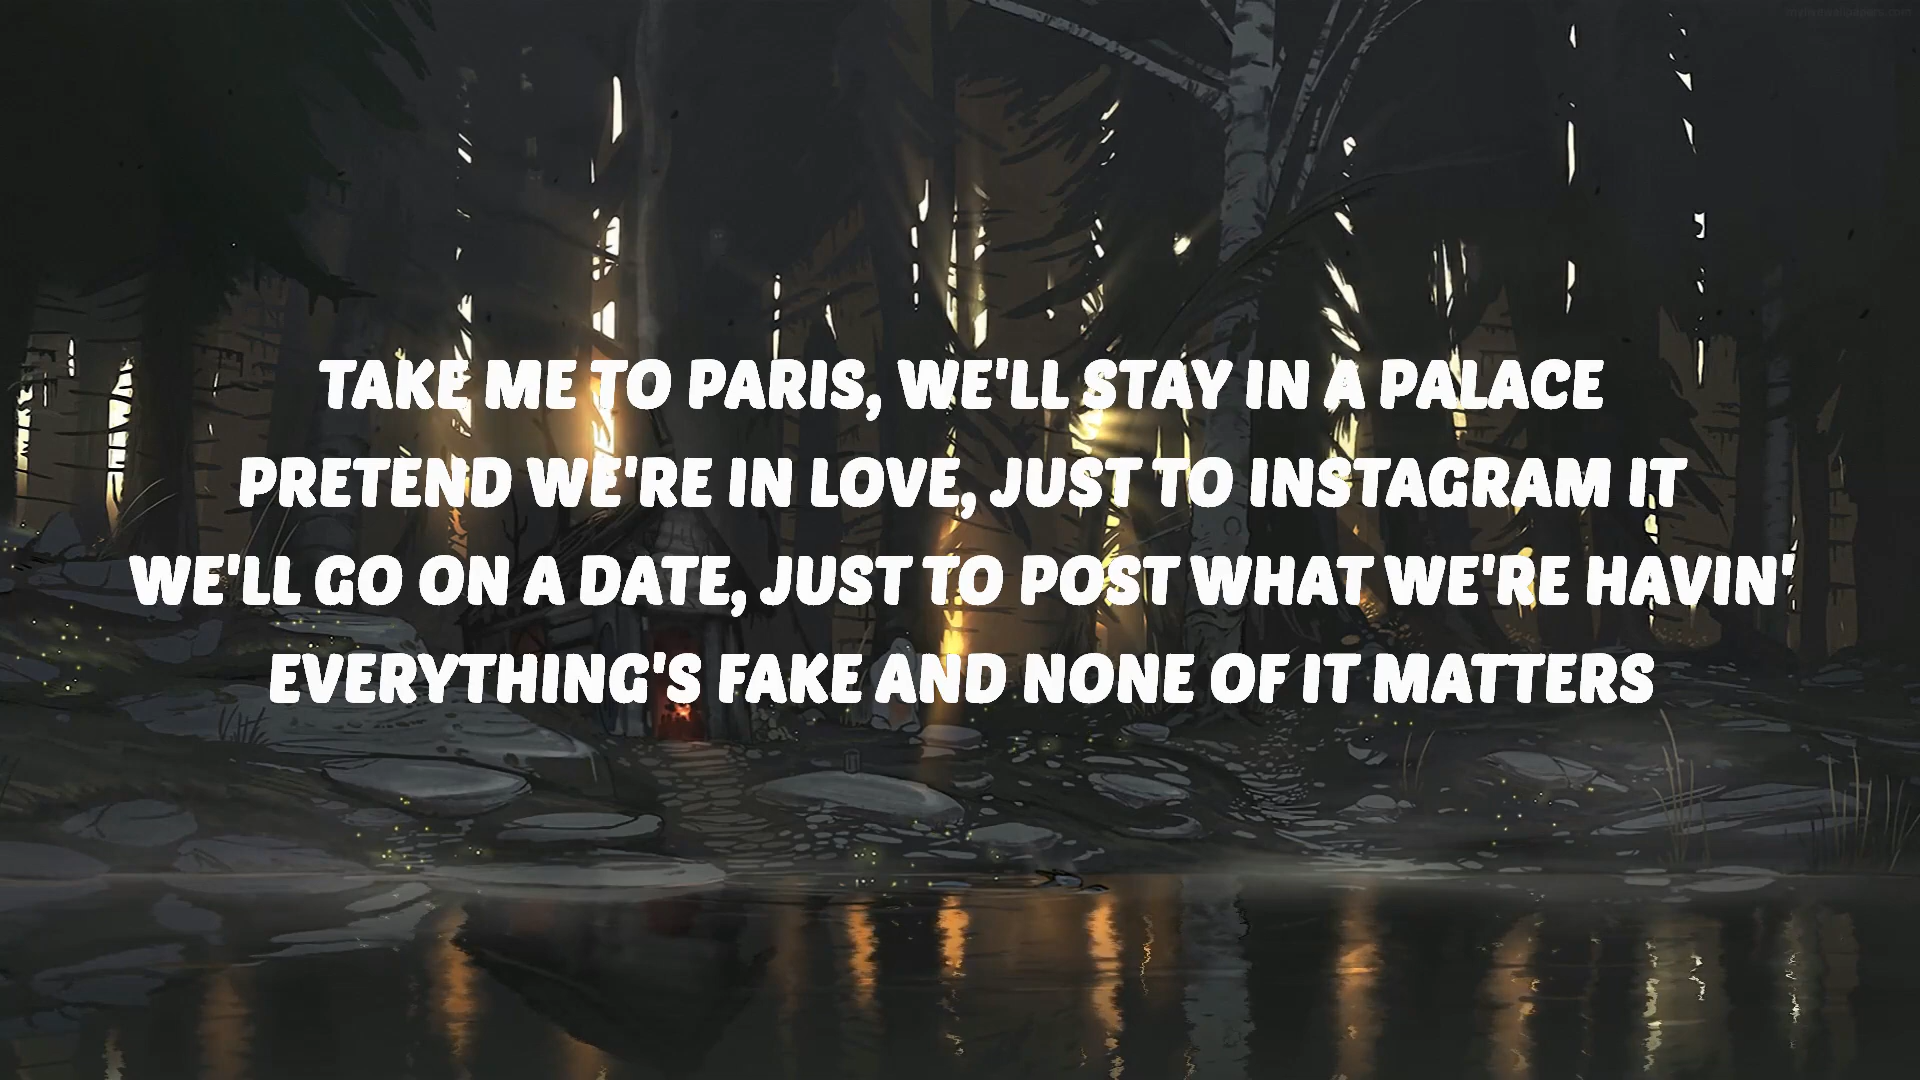 TAKE ME TO PARIS, WE'LL STAY IN A PALACE
PRETEND WE'RE IN LOVE, JUST TO INSTAGRAM IT
WE'LL GO ON A DATE, JUST TO POST WHAT WE'RE HAVIN'
EVERYTHING'S FAKE AND NONE OF IT MATTERS